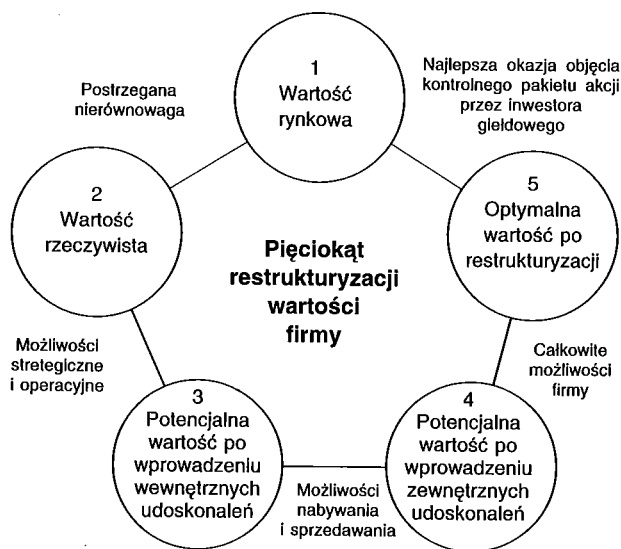 1
Wartość
rynkowa
Postrzegana
nierównowaga
Najlepsza okazja objęcia
kontrolnego pakietu akcji
przez inwestora
giełdowego
2
Wartość
rzeczywista
5
Optymalna
wartość po
restrukturyzacji
Pięciokąt
restrukturyzacji
wartości
firmy
Możliwości
stretegiczne
i operacyjne
Całkowite
możliwości
firmy
3
Potencjalna
wartość po
wprowadzeniu
wewnętrznych
udoskonaleń
4
Potencjalna
wartość po
wprowadzeniu
zewnętrznych
udoskonaleń
Możliwości
nabywania
i sprzedawania